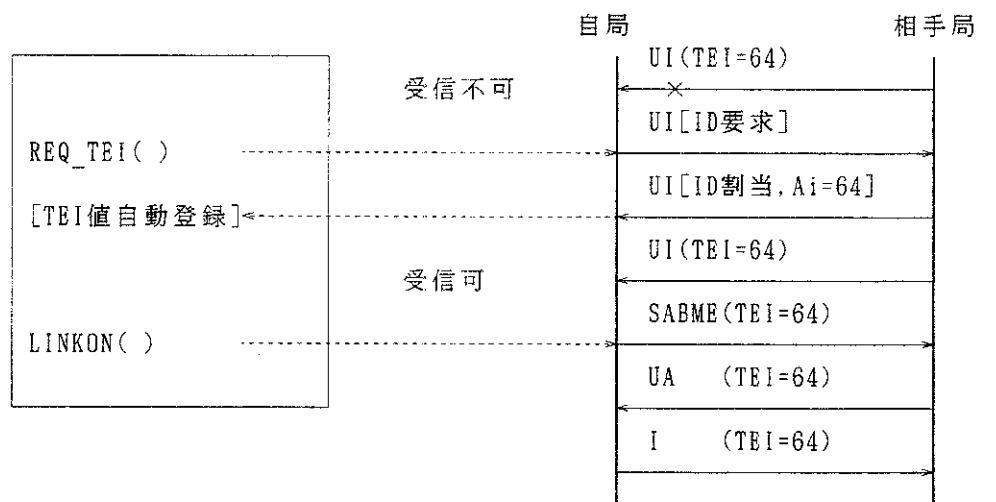 自局 相手局
UI(TEI=64)
受信不可
UI[ID要求]
REQ_TEI( )
UI[ID割当,Ai=64]
[TEI値自動登録]
UI(TEI=64)
受信可
SABME(TEI=64)
LINKON( )
UA (TEI=64)
I (TEI=64)